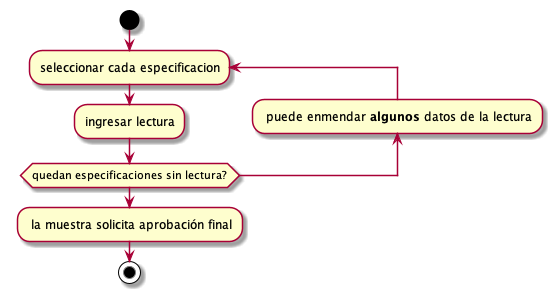 seleccionar cada especificacion
ingresar lectura
puede enmendar algunos datos de la lectura
quedan especificaciones sin lectura?
la muestra solicita aprobación final